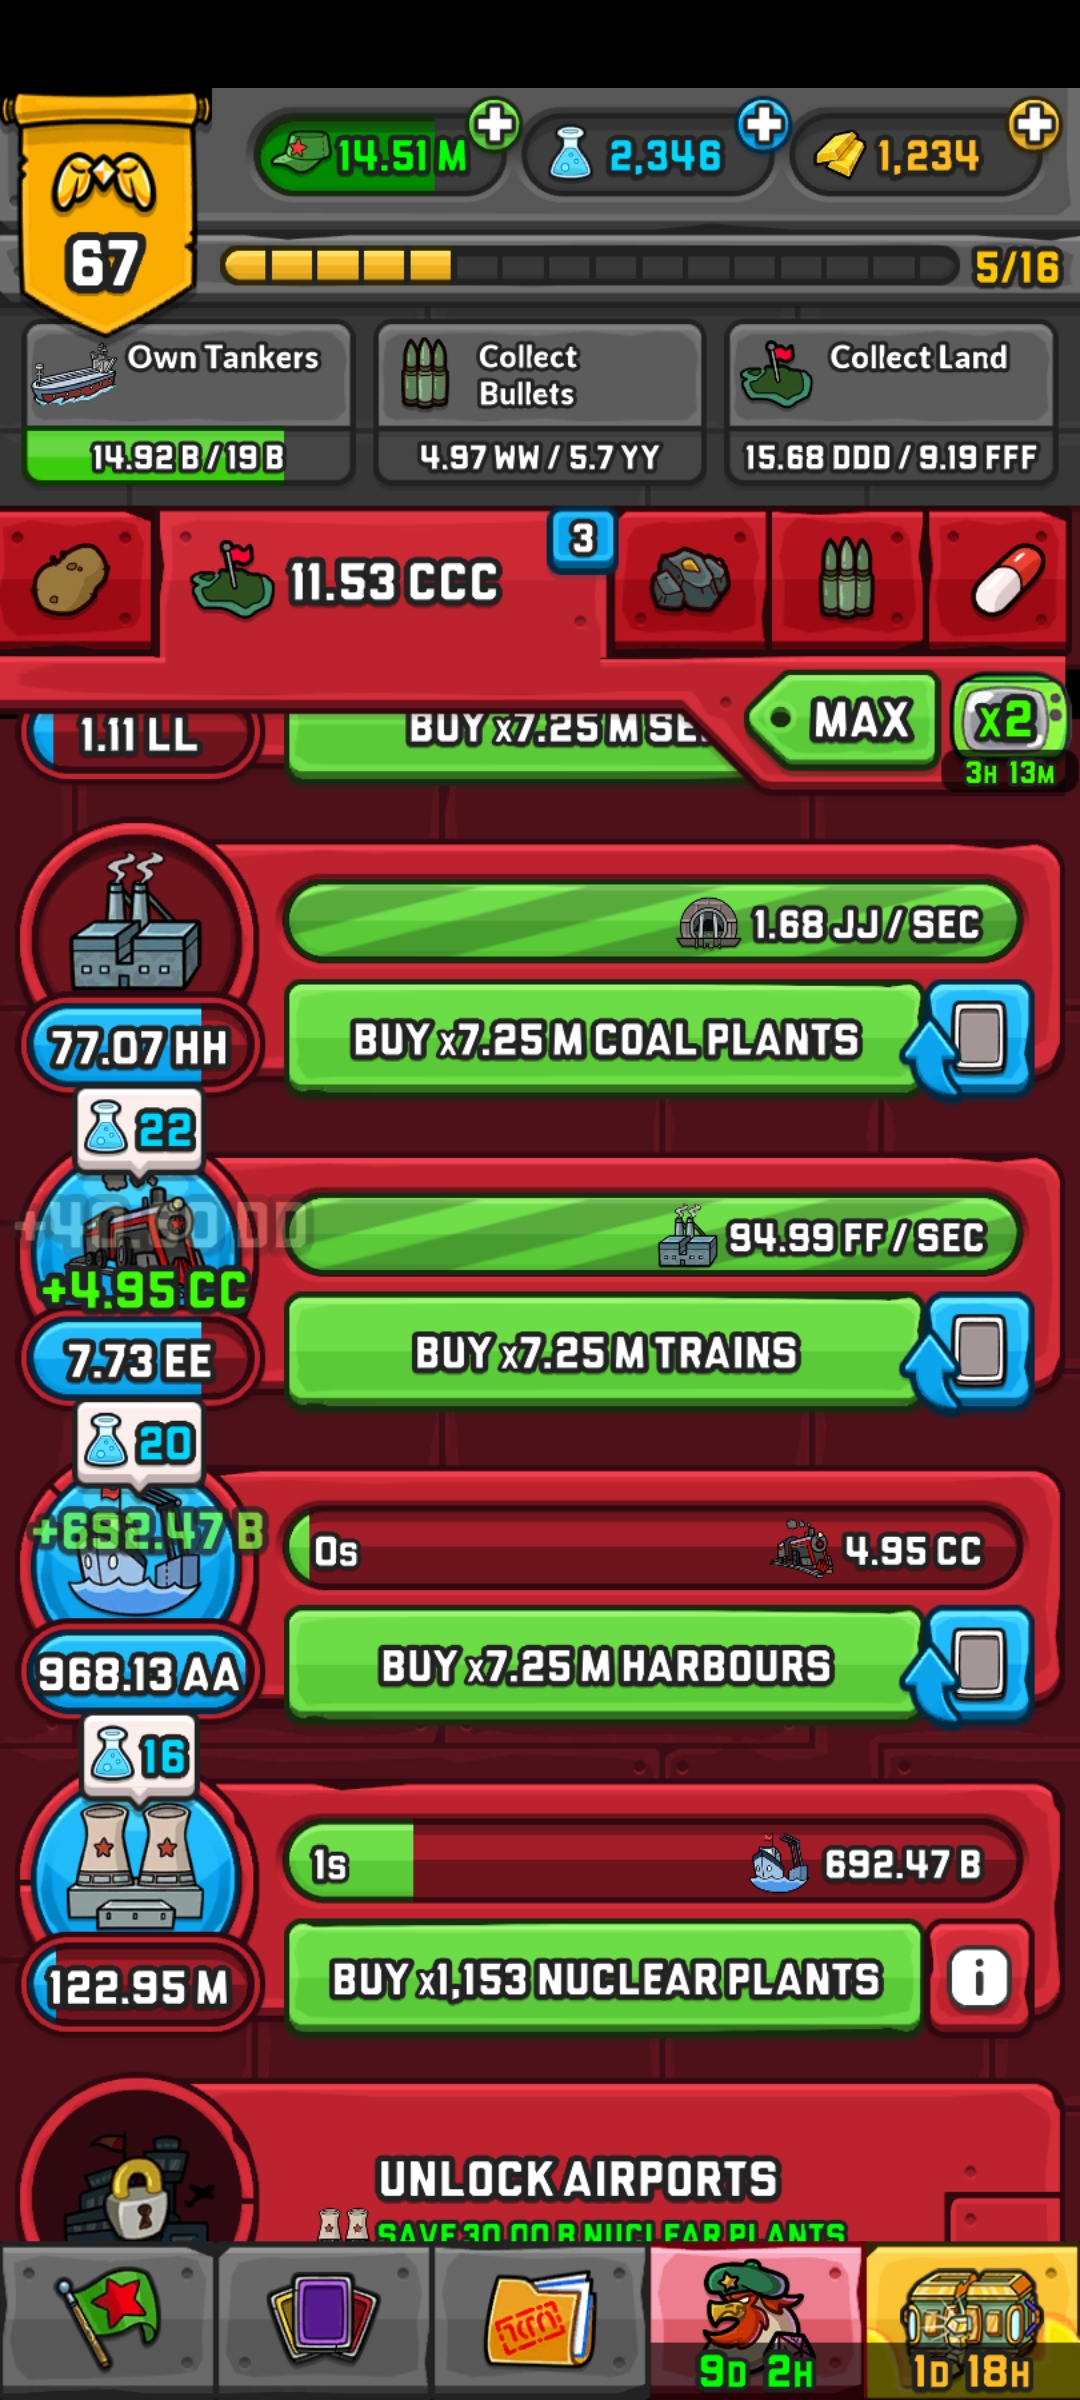 14.51 M
2,346
1,234
67
5/16
Own Tankers
14.92 B / 19 B
Collect
Bullets
4.97 WW / 5.7 YY
Collect Land
15.68 DDD / 9.19 FFF
11.53 CCC
3
MAX
x2
3H 13M
1.11 LL
BUY x7.25 M SE
1.68 JJ / SEC
77.07 HH
BUY x7.25 M COAL PLANTS
22
94.99 FF / SEC
+4.95 CC
7.73 EE
BUY x7.25 M TRAINS
20
+692.47 B
0s
4.95 CC
968.13 AA
BUY x7.25 M HARBOURS
16
1s
692.47 B
122.95 M
BUY x1,153 NUCLEAR PLANTS
i
UNLOCK AIRPORTS
SAVE 30.00 B NUCLEAR PLANTS
9D 2H
1D 18H